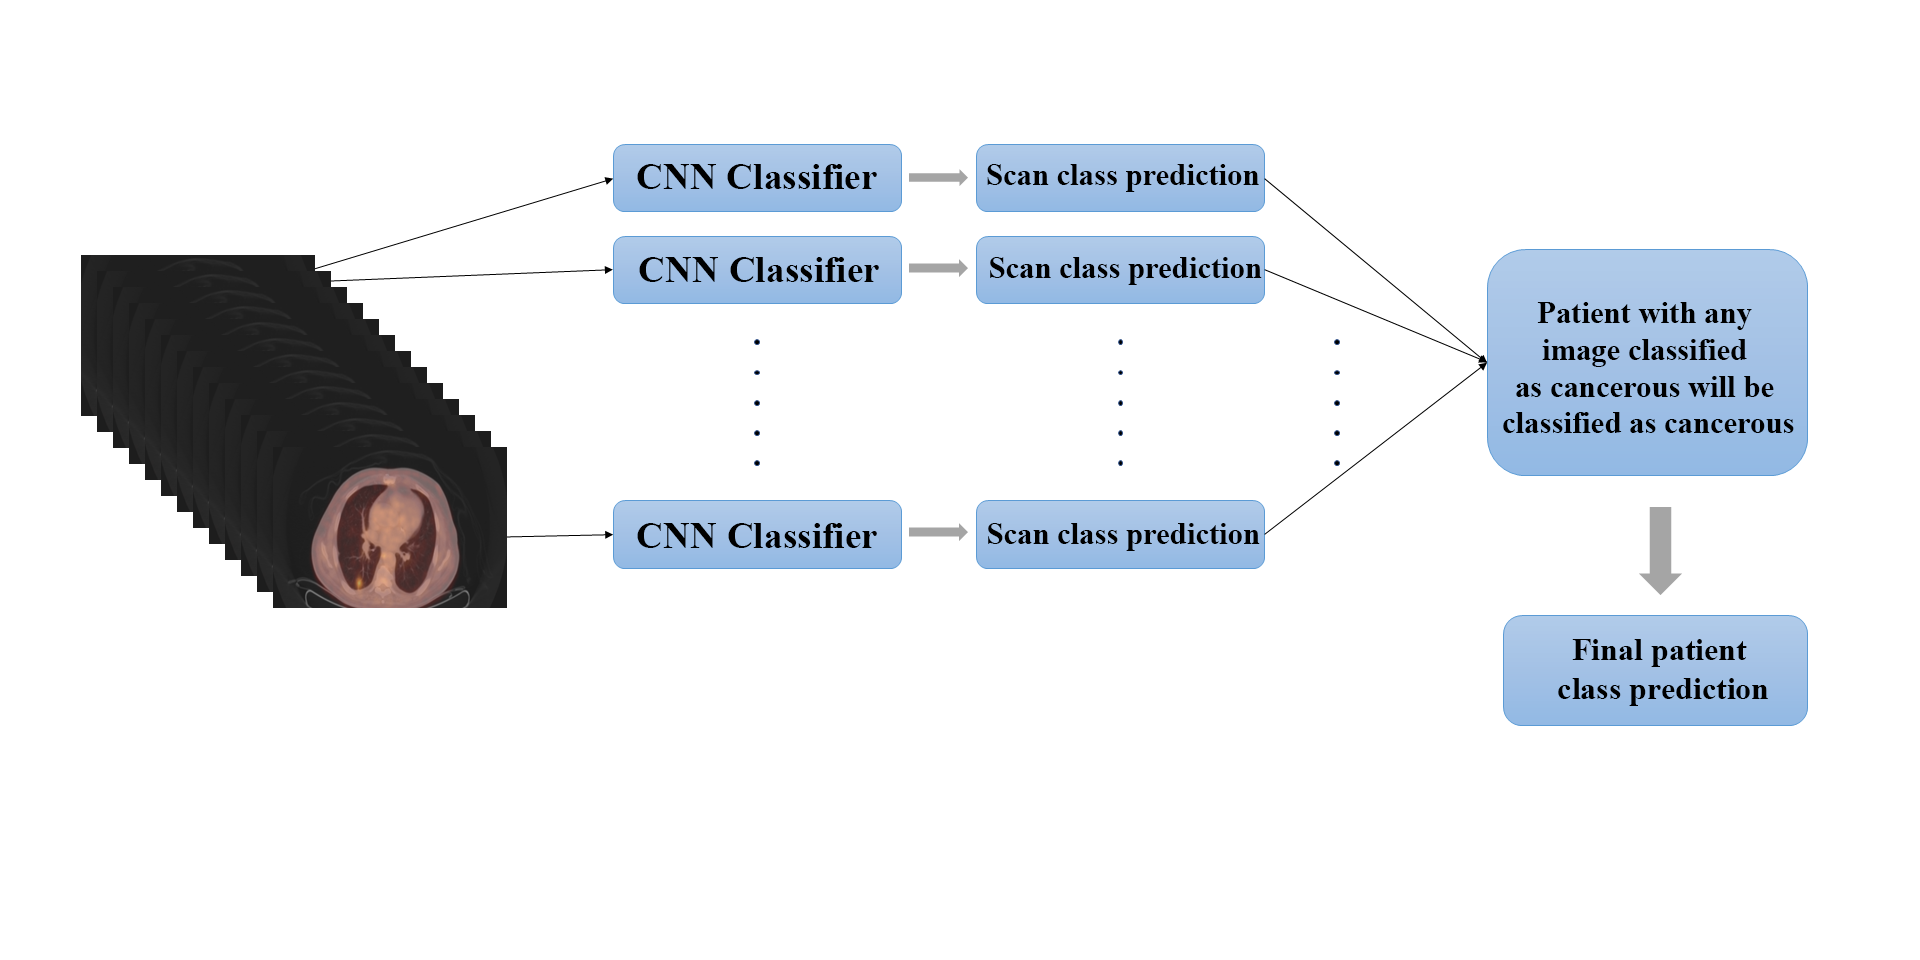 CNN Classifier
Scan class prediction
CNN Classifier
Scan class prediction
CNN Classifier
Scan class prediction
Patient with any
image classified
as cancerous will be
classified as cancerous
Final patient
class prediction